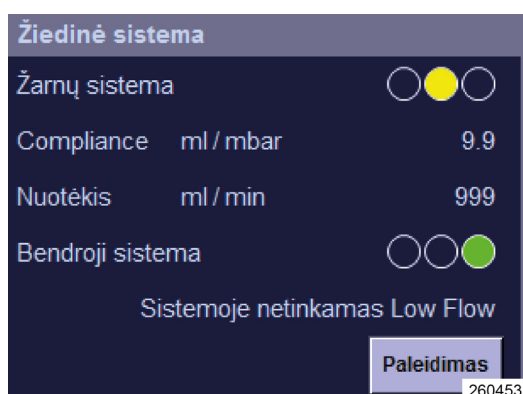 Žiedinė sistema
Žarnų sistema
Compliance ml / mbar 9.9
Nuotėkis ml / min 999
Bendroji sistema
Sistemoje netinkamas Low Flow
Paleidimas
260453